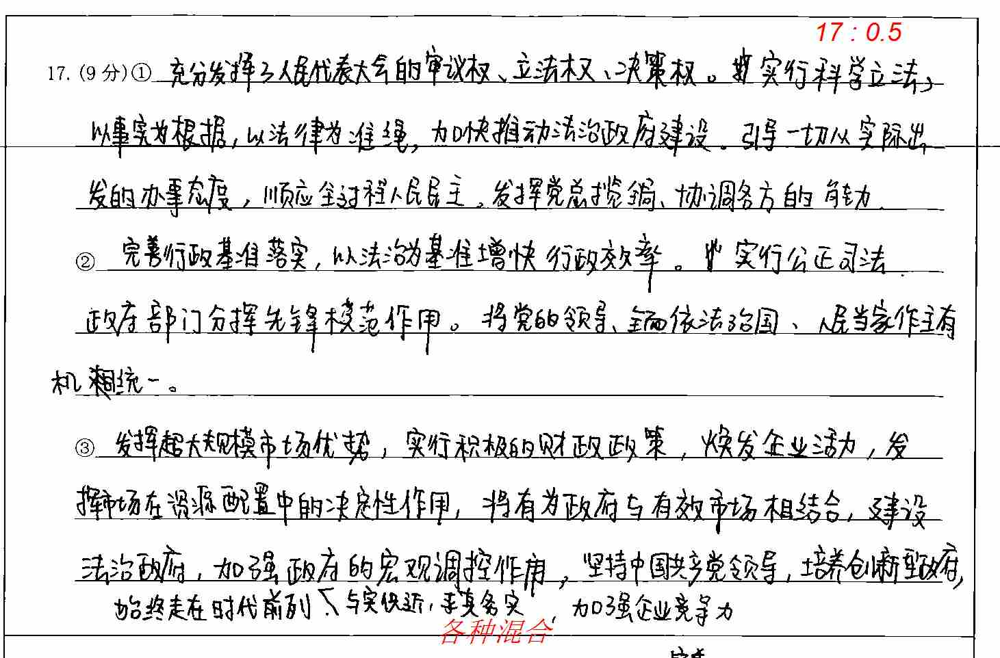 17 : 0.5
17. (9 分) ① 充分发挥了人民代表大会的审议权、立法权、决策权。实行科学立法,
以事实为根据, 以法律为准绳, 加快推动法治政府建设。引导一切从实际出
发的办事态度, 顺应全过程人民民主。发挥党总揽全局、协调各方的能力.
② 完善行政基准落实, 以法治为基准增快行政效率。实行公正司法.
政府部门分挥先锋模范作用。将党的领导、全面依法治国、人民当家作主有
机相统一。
③ 发挥超大规模市场优势, 实行积极的财政政策, 焕发企业活力, 发
挥市场在资源配置中的决定性作用, 将有为政府与有效市场相结合, 建设
法治政府, 加强政府的宏观调控作用, 坚持中国共产党领导, 培养创新型政府,
始终走在时代前列、与实俱近, 求真务实, 加强企业竞争力
各种混合